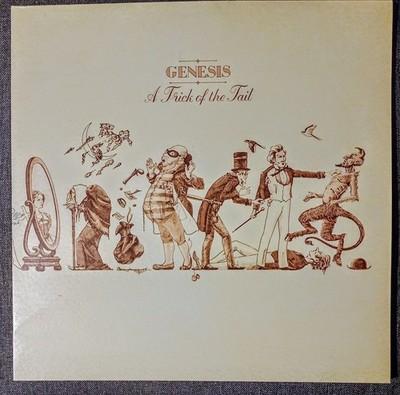 GENESIS
A Trick of the Tail